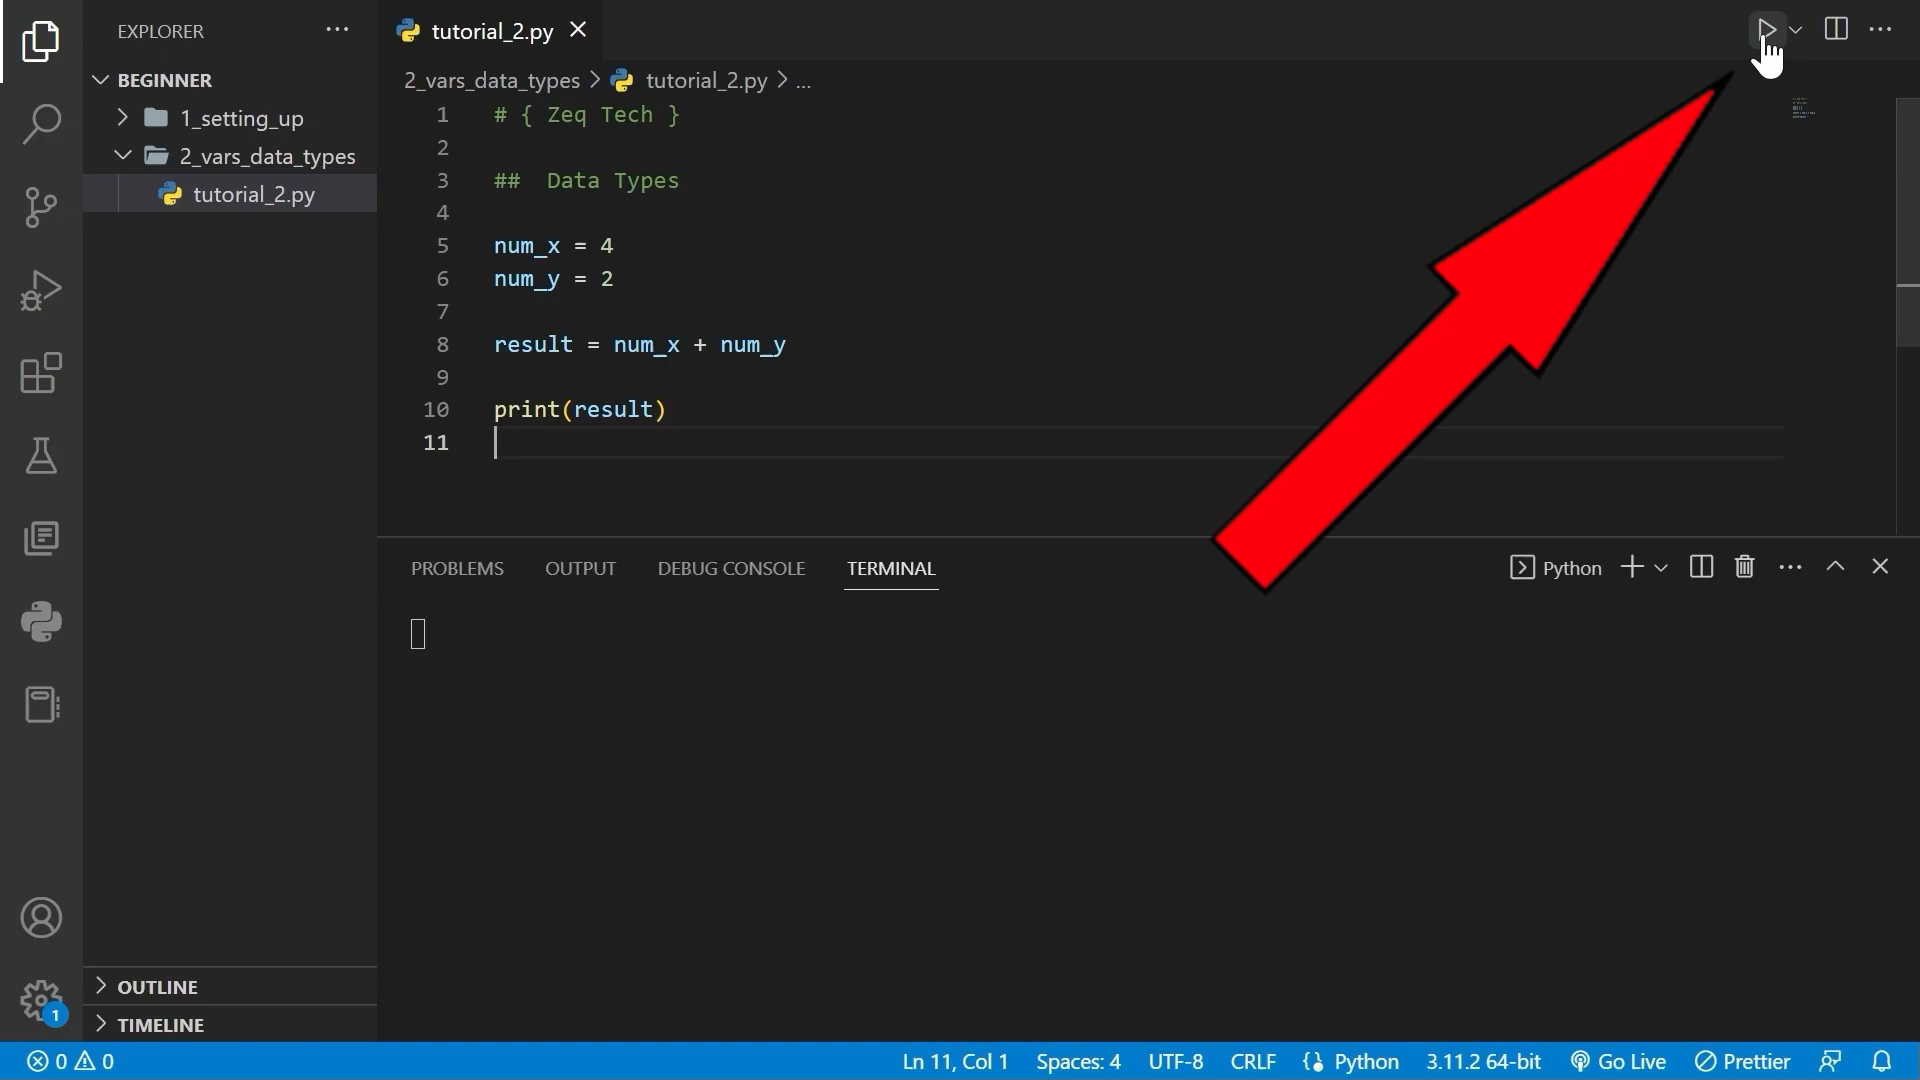 EXPLORER
BEGINNER
1_setting_up
2_vars_data_types
tutorial_2.py
OUTLINE
TIMELINE
tutorial_2.py
2_vars_data_types > tutorial_2.py > ...
1 # { Zeq Tech }
2
3 ##  Data Types
4
5 num_x = 4
6 num_y = 2
7
8 result = num_x + num_y
9
10 print(result)
11
PROBLEMS OUTPUT DEBUG CONSOLE TERMINAL Python
1
0 0 Ln 11, Col 1 Spaces: 4 UTF-8 CRLF Python 3.11.2 64-bit Go Live Prettier